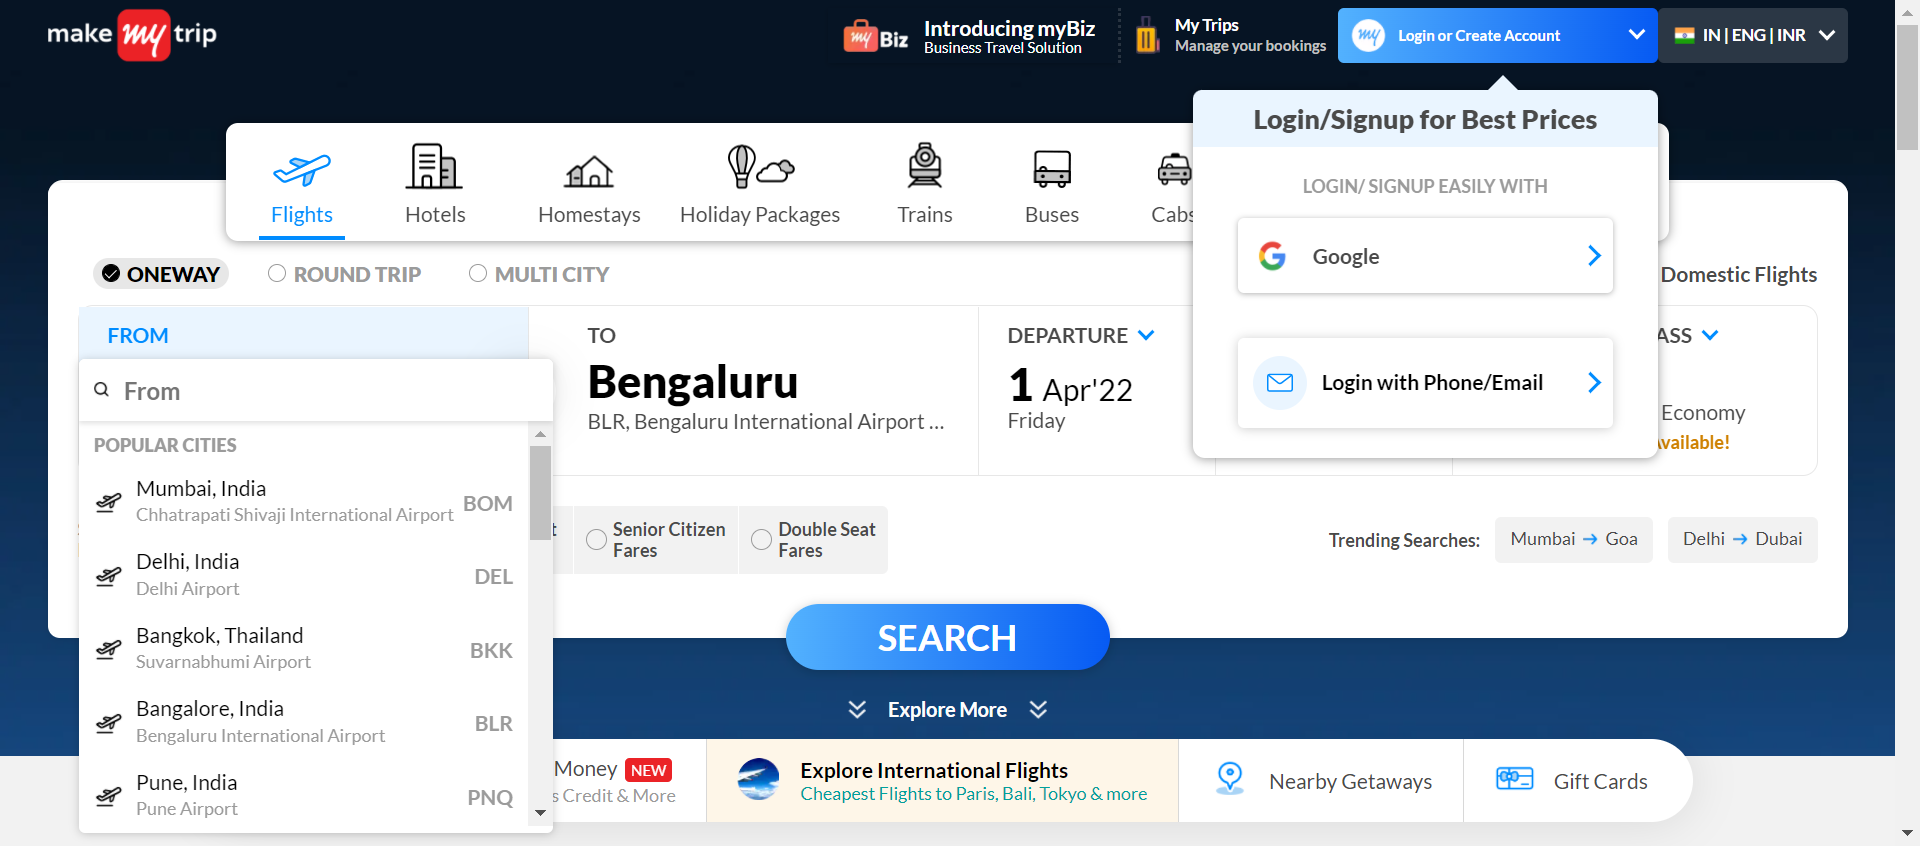 make my trip
my Biz
Introducing myBiz
Business Travel Solution
My Trips
Manage your bookings
my
Login or Create Account
IN | ENG | INR
Login/Signup for Best Prices
LOGIN/ SIGNUP EASILY WITH
Google
Login with Phone/Email
Flights
Hotels
Homestays
Holiday Packages
Trains
Buses
Cabs
ONEWAY
ROUND TRIP
MULTI CITY
Domestic Flights
FROM
TO
Bengaluru
BLR, Bengaluru International Airport ...
DEPARTURE
1 Apr'22
Friday
ASS
Economy
Available!
From
POPULAR CITIES
Mumbai, India
Chhatrapati Shivaji International Airport
BOM
Delhi, India
Delhi Airport
DEL
Bangkok, Thailand
Suvarnabhumi Airport
BKK
Bangalore, India
Bengaluru International Airport
BLR
Pune, India
Pune Airport
PNQ
Senior Citizen
Fares
Double Seat
Fares
Trending Searches:
Mumbai → Goa
Delhi → Dubai
SEARCH
Explore More
Money NEW
s Credit & More
Explore International Flights
Cheapest Flights to Paris, Bali, Tokyo & more
Nearby Getaways
Gift Cards